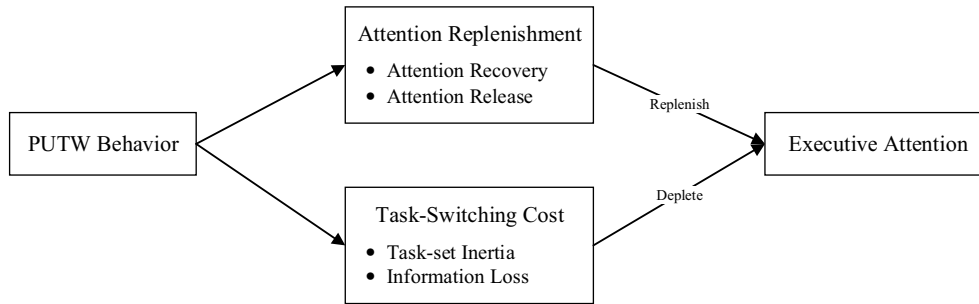 Attention Replenishment
• Attention Recovery
• Attention Release
Replenish
PUTW Behavior
Executive Attention
Deplete
Task-Switching Cost
• Task-set Inertia
• Information Loss